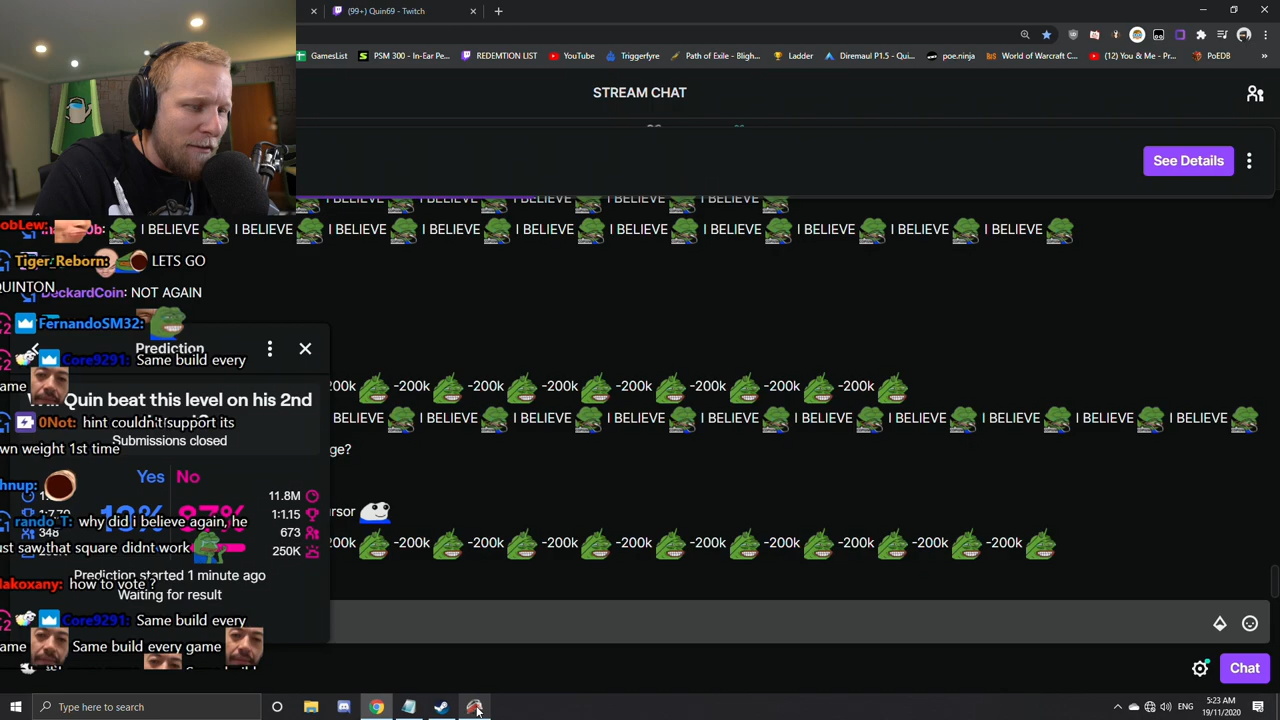 (99+) Quin69 - Twitch
GamesList
PSM 300 - In-Ear Pe...
REDEMTION LIST
YouTube
Triggerfyre
Path of Exile - Bligh...
Ladder
Diremaul P1.5 - Qui...
poe.ninja
World of Warcraft C...
(12) You & Me - Pr...
PoEDB
»
STREAM CHAT
See Details
I BELIEVE I BELIEVE I BELIEVE I BELIEVE I BELIEVE
I BELIEVE I BELIEVE I BELIEVE I BELIEVE I BELIEVE I BELIEVE I BELIEVE I BELIEVE I BELIEVE I BELIEVE
Tiger_Reborn: LETS GO
QUINTON
DeckardCoin: NOT AGAIN
FernandoSM32:
Prediction
Core9291: Same build every
-200k -200k -200k -200k -200k -200k -200k
Quin beat this level on his 2nd
I BELIEVE I BELIEVE I BELIEVE I BELIEVE I BELIEVE I BELIEVE I BELIEVE I BELIEVE I BELIEVE
0Not: hint couldn't support its
Submissions closed
own weight 1st time
Yes No
11.8M
1:1.15
348
673
250K
rando_T: why did i believe again, he
just saw that square didnt work
-200k -200k -200k -200k -200k -200k -200k -200k -200k
Prediction started 1 minute ago
how to vote ?
Waiting for result
Core9291: Same build every
Same build every game
Chat
Type here to search
ENG
5:23 AM
19/11/2020